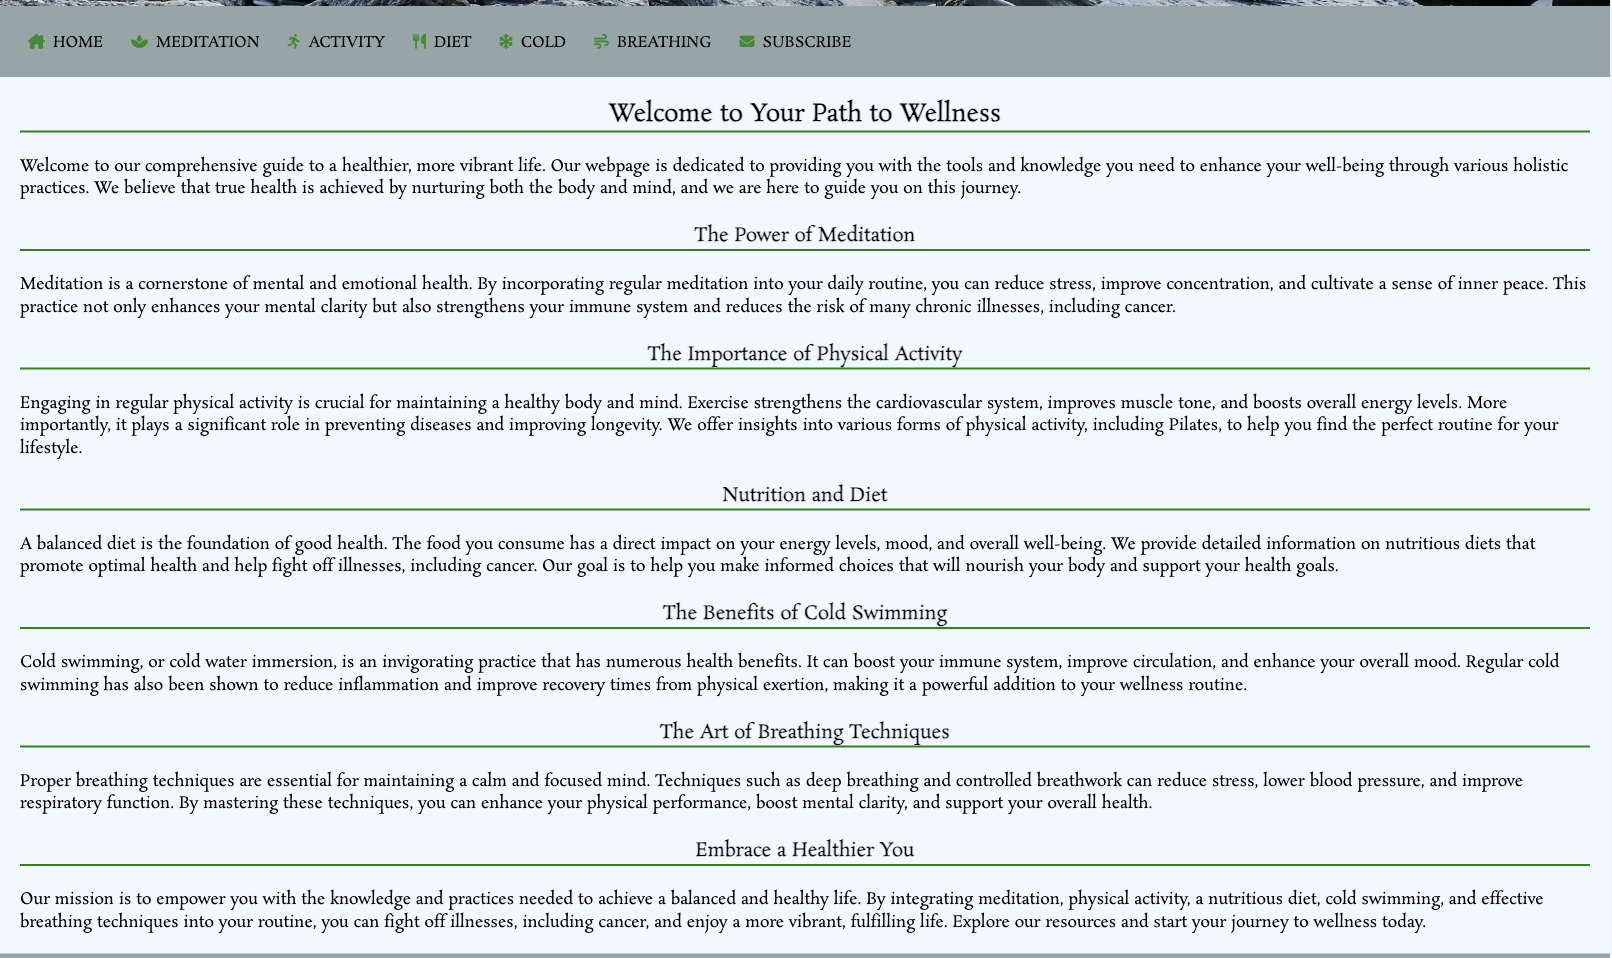 HOME MEDITATION ACTIVITY DIET COLD BREATHING SUBSCRIBE
Welcome to Your Path to Wellness
Welcome to our comprehensive guide to a healthier, more vibrant life. Our webpage is dedicated to providing you with the tools and knowledge you need to enhance your well-being through various holistic
practices. We believe that true health is achieved by nurturing both the body and mind, and we are here to guide you on this journey.
The Power of Meditation
Meditation is a cornerstone of mental and emotional health. By incorporating regular meditation into your daily routine, you can reduce stress, improve concentration, and cultivate a sense of inner peace. This
practice not only enhances your mental clarity but also strengthens your immune system and reduces the risk of many chronic illnesses, including cancer.
The Importance of Physical Activity
Engaging in regular physical activity is crucial for maintaining a healthy body and mind. Exercise strengthens the cardiovascular system, improves muscle tone, and boosts overall energy levels. More
importantly, it plays a significant role in preventing diseases and improving longevity. We offer insights into various forms of physical activity, including Pilates, to help you find the perfect routine for your
lifestyle.
Nutrition and Diet
A balanced diet is the foundation of good health. The food you consume has a direct impact on your energy levels, mood, and overall well-being. We provide detailed information on nutritious diets that
promote optimal health and help fight off illnesses, including cancer. Our goal is to help you make informed choices that will nourish your body and support your health goals.
The Benefits of Cold Swimming
Cold swimming, or cold water immersion, is an invigorating practice that has numerous health benefits. It can boost your immune system, improve circulation, and enhance your overall mood. Regular cold
swimming has also been shown to reduce inflammation and improve recovery times from physical exertion, making it a powerful addition to your wellness routine.
The Art of Breathing Techniques
Proper breathing techniques are essential for maintaining a calm and focused mind. Techniques such as deep breathing and controlled breathwork can reduce stress, lower blood pressure, and improve
respiratory function. By mastering these techniques, you can enhance your physical performance, boost mental clarity, and support your overall health.
Embrace a Healthier You
Our mission is to empower you with the knowledge and practices needed to achieve a balanced and healthy life. By integrating meditation, physical activity, a nutritious diet, cold swimming, and effective
breathing techniques into your routine, you can fight off illnesses, including cancer, and enjoy a more vibrant, fulfilling life. Explore our resources and start your journey to wellness today.